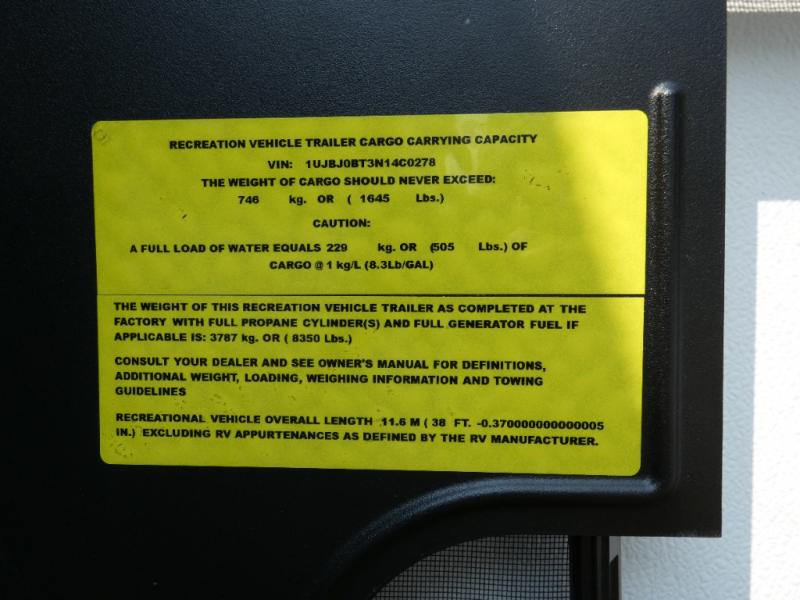 RECREATION VEHICLE TRAILER CARGO CARRYING CAPACITY
VIN: 1UJBJ0BT3N14C0278
THE WEIGHT OF CARGO SHOULD NEVER EXCEED:
746 kg. OR ( 1645 Lbs.)
CAUTION:
A FULL LOAD OF WATER EQUALS 229 kg. OR (505 Lbs.) OF
CARGO @ 1 kg/L (8.3Lb/GAL)
THE WEIGHT OF THIS RECREATION VEHICLE TRAILER AS COMPLETED AT THE
FACTORY WITH FULL PROPANE CYLINDER(S) AND FULL GENERATOR FUEL IF
APPLICABLE IS: 3787 kg. OR ( 8350 Lbs.)
CONSULT YOUR DEALER AND SEE OWNER'S MANUAL FOR DEFINITIONS,
ADDITIONAL WEIGHT, LOADING, WEIGHING INFORMATION AND TOWING
GUIDELINES
RECREATIONAL VEHICLE OVERALL LENGTH 11.6 M ( 38 FT. -0.370000000000005
IN.) EXCLUDING RV APPURTENANCES AS DEFINED BY THE RV MANUFACTURER.